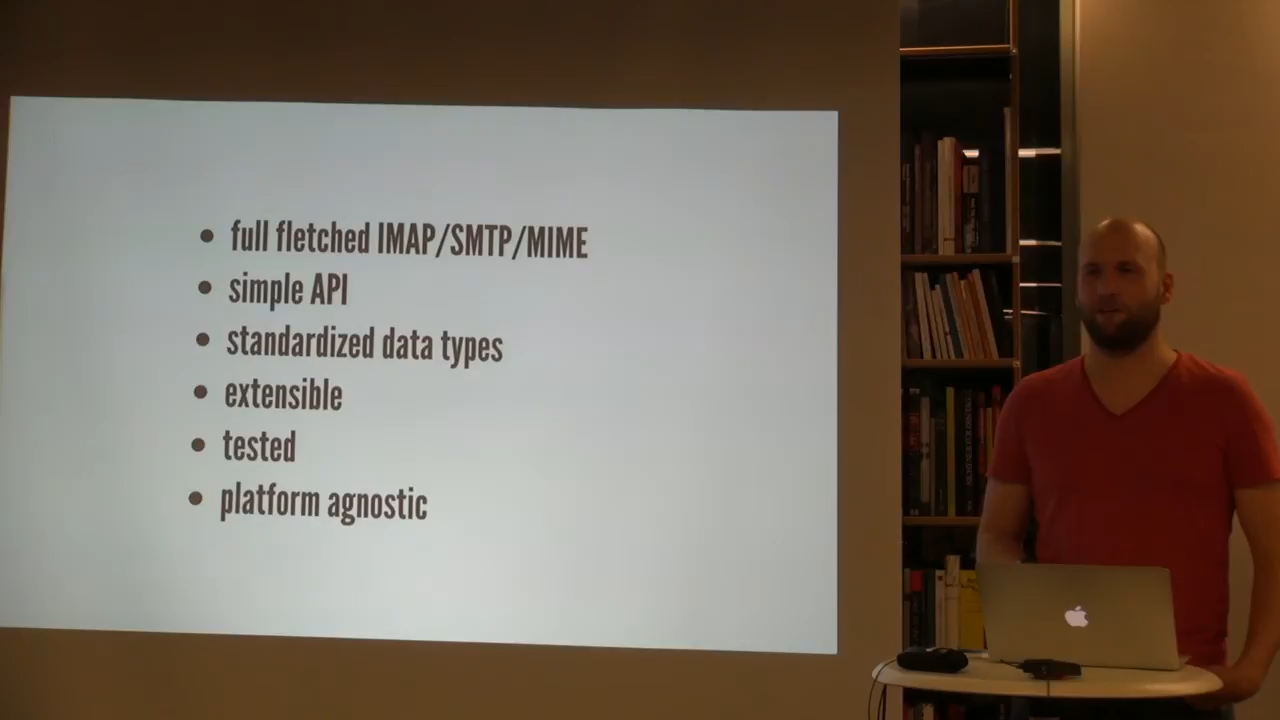 • full fletched IMAP/SMTP/MIME
• simple API
• standardized data types
• extensible
• tested
• platform agnostic